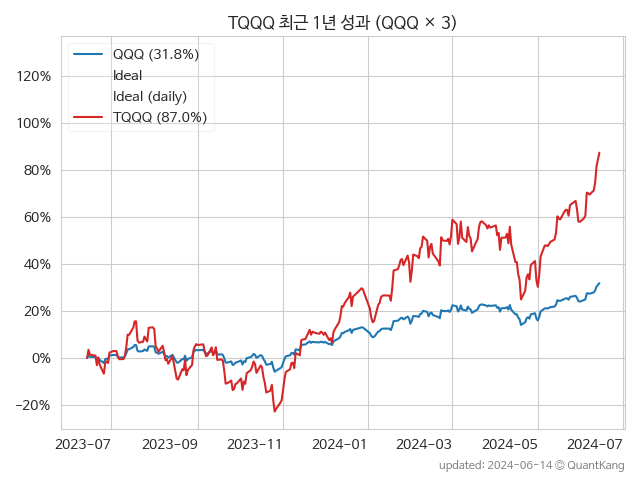 TQQQ 최근 1년 성과 (QQQ × 3)
QQQ (31.8%)
Ideal
Ideal (daily)
TQQQ (87.0%)
120%
100%
80%
60%
40%
20%
0%
−20%
2023-07
2023-09
2023-11
2024-01
2024-03
2024-05
2024-07
updated: 2024-06-14 © QuantKang